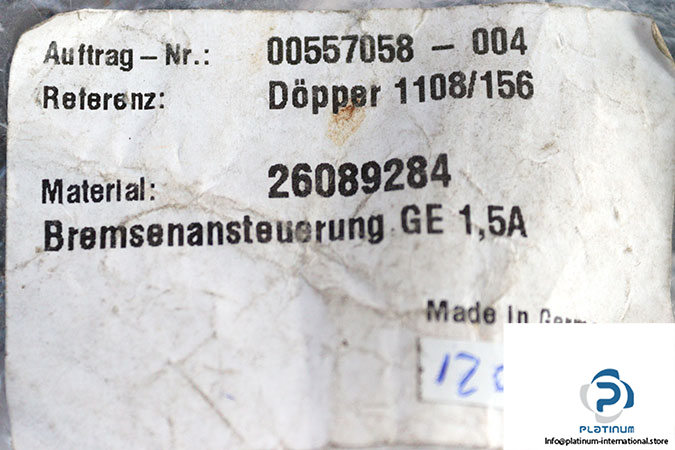 Auftrag – Nr.: 00557058 – 004
Referenz: Döpper 1108/156
Material: 26089284
Bremsenansteuerung GE 1,5A
Made in
PLATINUM
Info@platinum-international.store